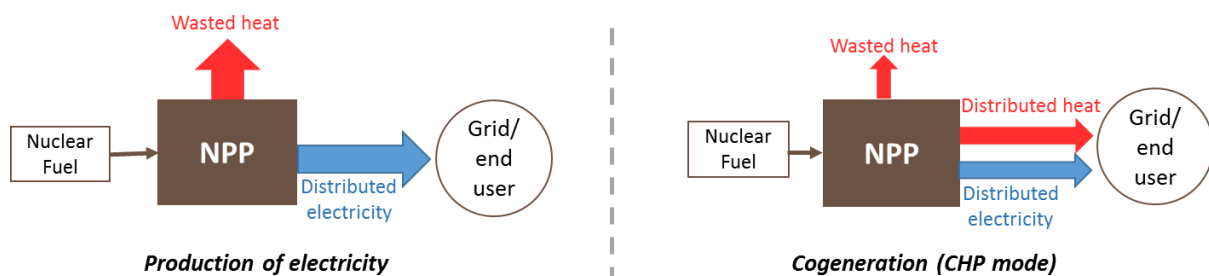 Wasted heat
Nuclear
Fuel
NPP
Grid/
end
user
Distributed
electricity
Production of electricity
Wasted heat
Distributed heat
Nuclear
Fuel
NPP
Grid/
end
user
Distributed
electricity
Cogeneration (CHP mode)